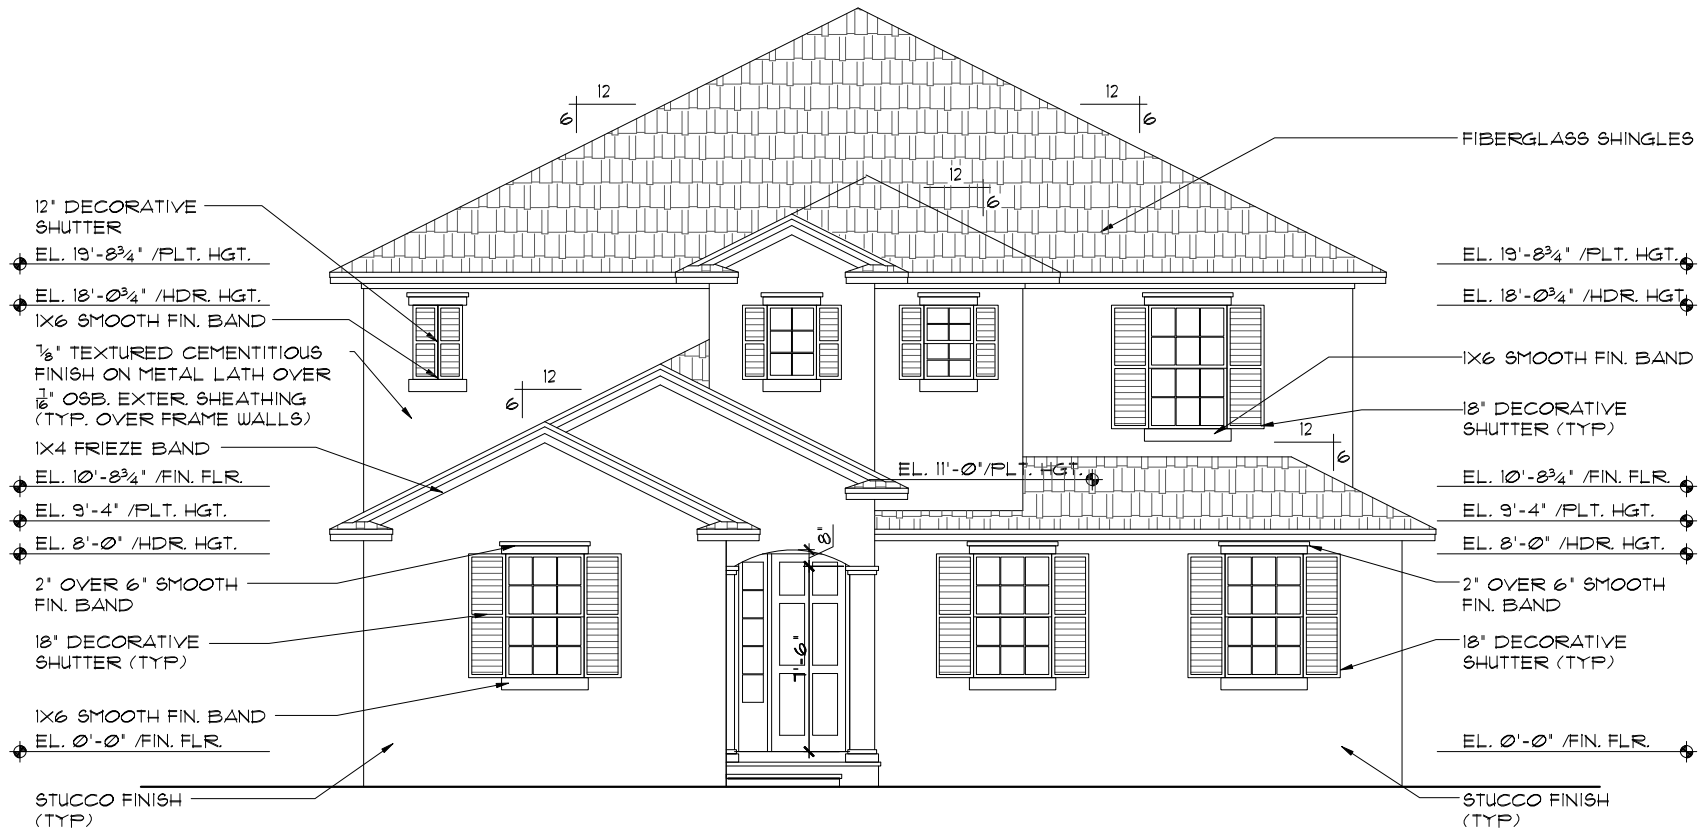 12
6
12
6
12
6
FIBERGLASS SHINGLES
12" DECORATIVE
SHUTTER
EL. 19'-8¾" /PLT. HGT.
EL. 18'-0¾" /HDR. HGT.
1X6 SMOOTH FIN. BAND
⅞" TEXTURED CEMENTITIOUS
FINISH ON METAL LATH OVER
7/16" OSB. EXTER. SHEATHING
(TYP. OVER FRAME WALLS)
1X4 FRIEZE BAND
EL. 10'-8¾" /FIN. FLR.
EL. 9'-4" /PLT. HGT.
EL. 8'-0" /HDR. HGT.
2" OVER 6" SMOOTH
FIN. BAND
18" DECORATIVE
SHUTTER (TYP)
1X6 SMOOTH FIN. BAND
EL. 0'-0" /FIN. FLR.
STUCCO FINISH
(TYP)
12
6
EL. 11'-0"/PLT. HGT.
8"
7'-6"
12
6
EL. 19'-8¾" /PLT. HGT.
EL. 18'-0¾" /HDR. HGT.
1X6 SMOOTH FIN. BAND
18" DECORATIVE
SHUTTER (TYP)
EL. 10'-8¾" /FIN. FLR.
EL. 9'-4" /PLT. HGT.
EL. 8'-0" /HDR. HGT.
2" OVER 6" SMOOTH
FIN. BAND
18" DECORATIVE
SHUTTER (TYP)
EL. 0'-0" /FIN. FLR.
STUCCO FINISH
(TYP)